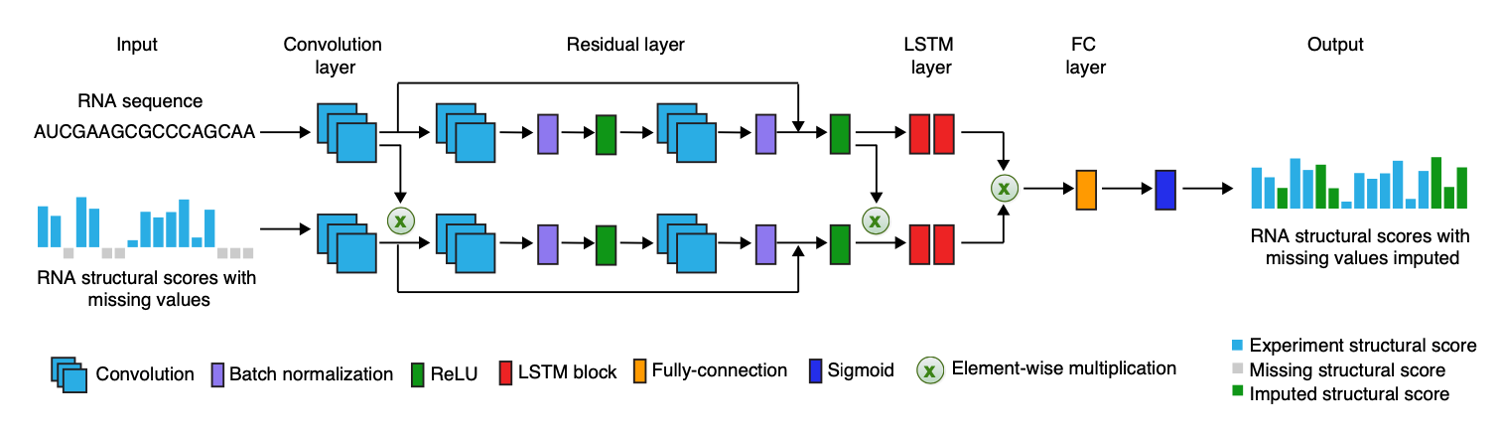 Input
Convolution
layer
Residual layer
LSTM
layer
FC
layer
Output
RNA sequence
AUCGAAGCGCCCAGCAA
x
x
x
RNA structural scores with
missing values
RNA structural scores with
missing values imputed
Convolution
Batch normalization
ReLU
LSTM block
Fully-connection
Sigmoid
x
Element-wise multiplication
Experiment structural score
Missing structural score
Imputed structural score